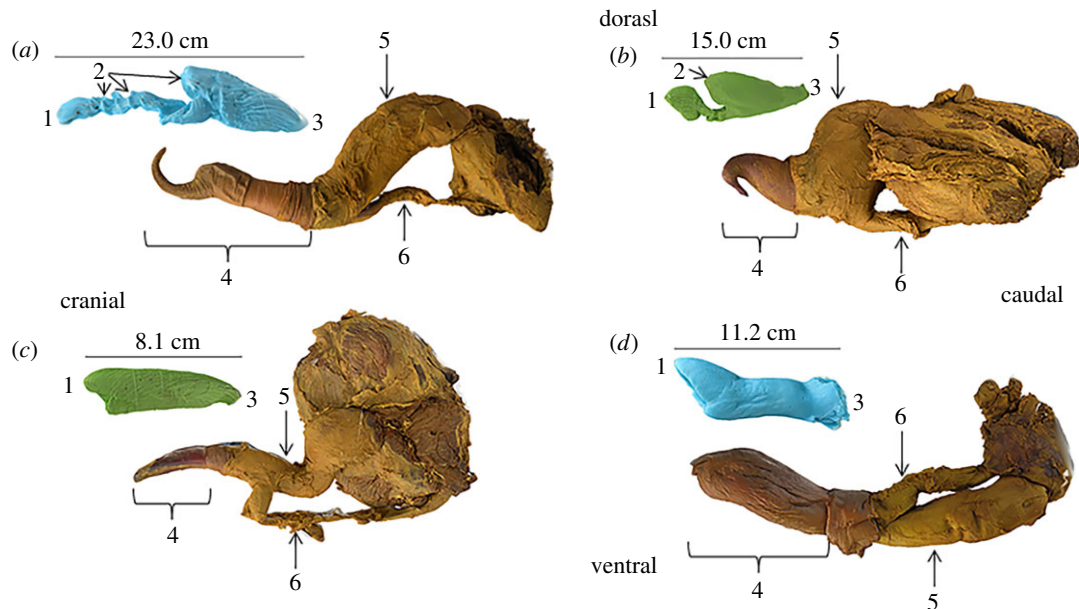 dorasl
(a) 23.0 cm 5
2
1 3
4 6
(b) 15.0 cm 5
2
1 3
4 6
cranial caudal
(c) 8.1 cm
1 3 5
4
6
(d) 11.2 cm
1 3
6
4 5
ventral